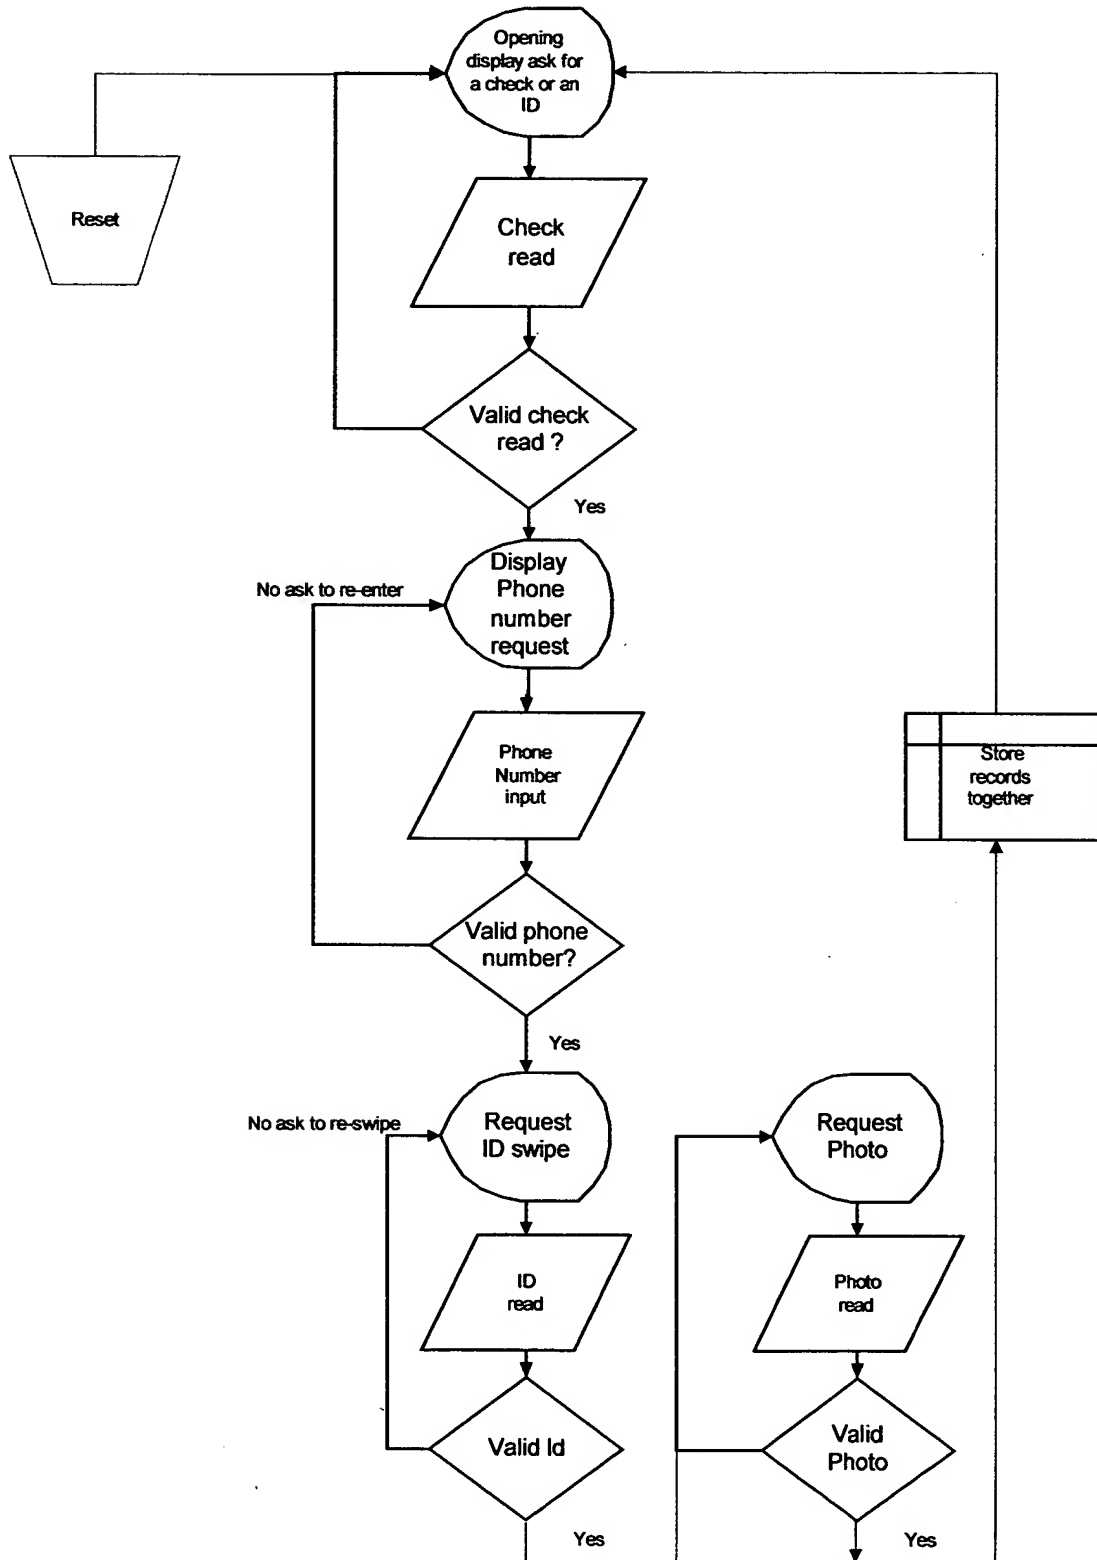 Opening
display ask for
a check or an
ID
Reset
Check
read
Valid check
read ?
Yes
Display
Phone
number
request
No ask to re-enter
Phone
Number
input
Store
records
together
Valid phone
number?
Yes
Request
ID swipe
No ask to re-swipe
Request
Photo
ID
read
Photo
read
Valid Id
Valid
Photo
Yes
Yes